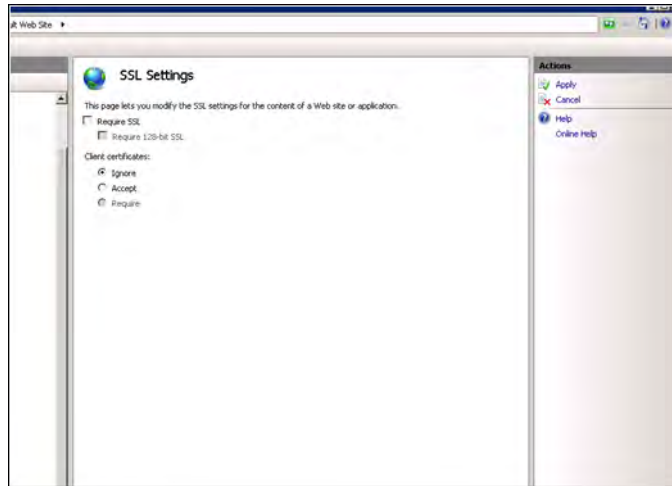 ult Web Site
SSL Settings
This page lets you modify the SSL settings for the content of a Web site or application.
Require SSL
Require 128-bit SSL
Client certificates:
Ignore
Accept
Require
Actions
Apply
Cancel
Help
Online Help